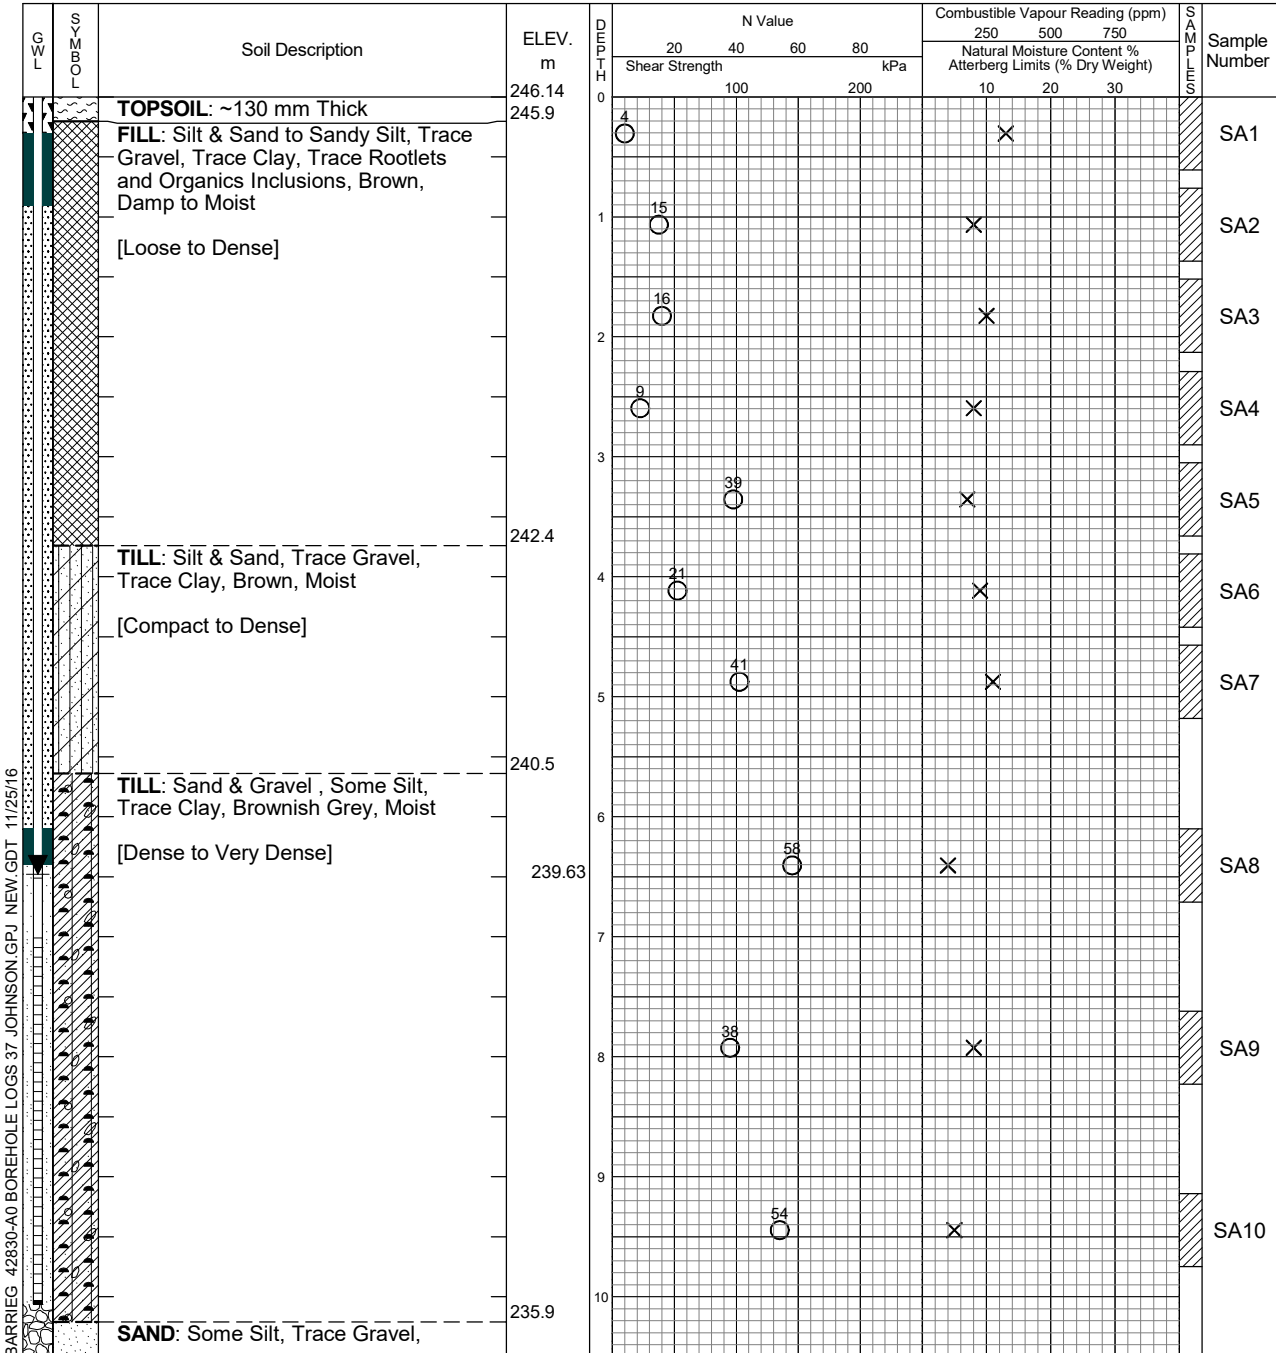 GWL
SYMBOL
Soil Description
ELEV.
m
DEPTH
N Value
20 40 60 80
Shear Strength kPa
100 200
Combustible Vapour Reading (ppm)
250 500 750
Natural Moisture Content %
Atterberg Limits (% Dry Weight)
10 20 30
SAMPLES
Sample
Number
246.14
0
TOPSOIL: ~130 mm Thick
245.9
FILL: Silt & Sand to Sandy Silt, Trace
Gravel, Trace Clay, Trace Rootlets
and Organics Inclusions, Brown,
Damp to Moist
[Loose to Dense]
4
SA1
1
15
SA2
16
SA3
2
9
SA4
3
39
SA5
242.4
TILL: Silt & Sand, Trace Gravel,
Trace Clay, Brown, Moist
[Compact to Dense]
4
21
SA6
41
SA7
5
240.5
TILL: Sand & Gravel , Some Silt,
Trace Clay, Brownish Grey, Moist
[Dense to Very Dense]
6
58
SA8
239.63
7
38
SA9
8
9
54
SA10
10
235.9
SAND: Some Silt, Trace Gravel,
BARRIEG 42830-A0 BOREHOLE LOGS 37 JOHNSON.GPJ NEW.GDT 11/25/16